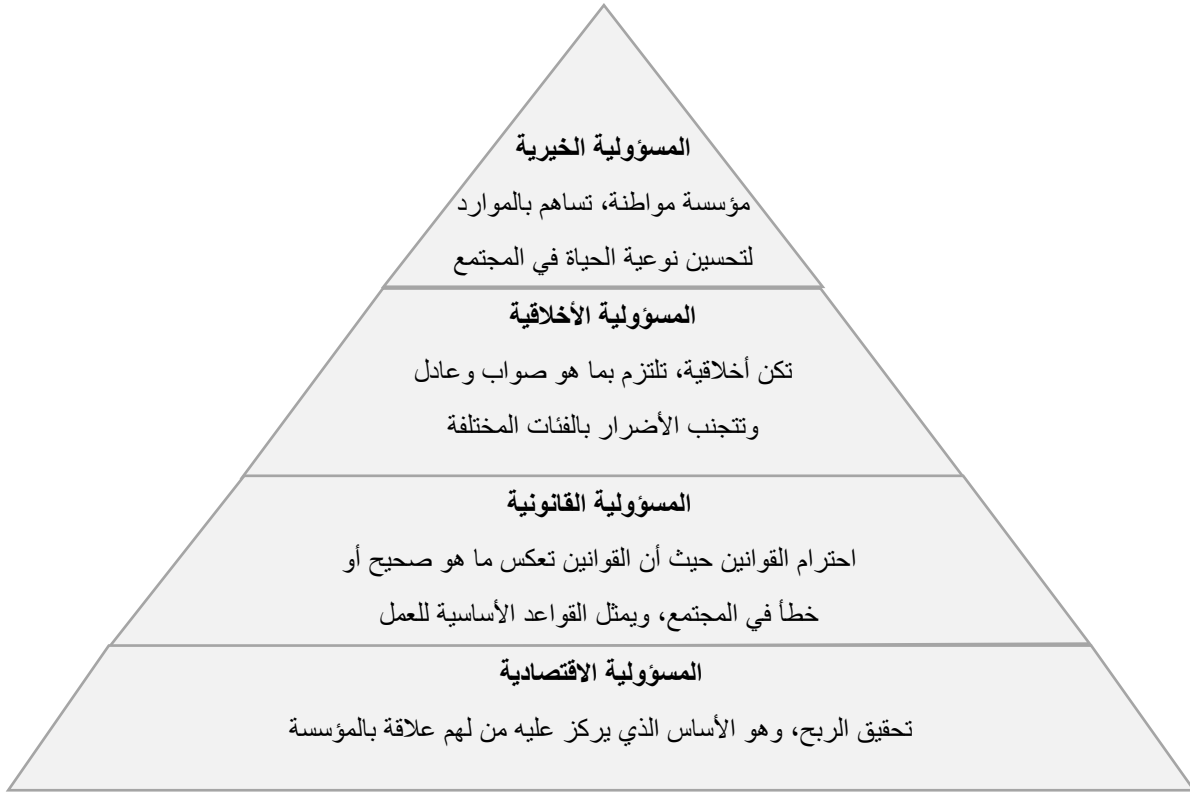 المسؤولية الخيرية
مؤسسة مواطنة، تساهم بالموارد
لتحسين نوعية الحياة في المجتمع
المسؤولية الأخلاقية
تكن أخلاقية، تلتزم بما هو صواب وعادل
وتتجنب الأضرار بالفئات المختلفة
المسؤولية القانونية
احترام القوانين حيث أن القوانين تعكس ما هو صحيح أو
خطأ في المجتمع، ويمثل القواعد الأساسية للعمل
المسؤولية الاقتصادية
تحقيق الربح، وهو الأساس الذي يركز عليه من لهم علاقة بالمؤسسة